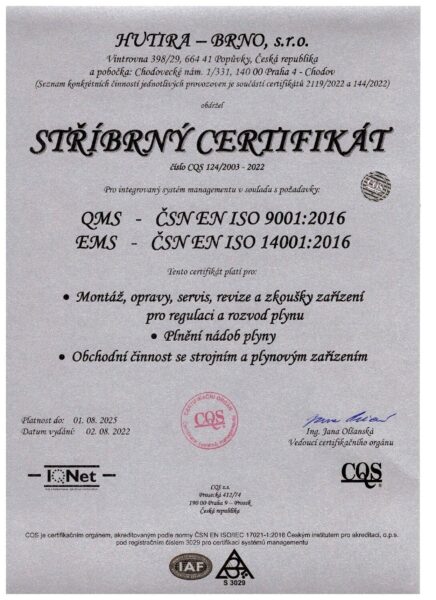 HUTIRA – BRNO, s.r.o.
Vintrovna 398/29, 664 41 Popůvky, Česká republika
a pobočka: Chodovecké nám. 1/331, 140 00 Praha 4 - Chodov
(Seznam konkrétních činností jednotlivých provozoven je součástí certifikátů 2119/2022 a 144/2022)
obdržel
STŘÍBRNÝ CERTIFIKÁT
číslo CQS 124/2003 - 2022
CQS
Pro integrovaný systém managementu v souladu s požadavky:
QMS - ČSN EN ISO 9001:2016
EMS - ČSN EN ISO 14001:2016
Tento certifikát platí pro:
• Montáž, opravy, servis, revize a zkoušky zařízení
pro regulaci a rozvod plynu
• Plnění nádob plyny
• Obchodní činnost se strojním a plynovým zařízením
CERTIFIKAČNÍ ORGÁN
CQS
Platnost do: 01. 08. 2025
Datum vydání: 02. 08. 2022
Ing. Jana Olšanská
Vedoucí certifikačního orgánu
IQNet
CQS
CQS z.s.
Prosecká 412/74
190 00 Praha 9 – Prosek
Česká republika
CQS je certifikačním orgánem, akreditovaným podle normy ČSN EN ISO/IEC 17021-1:2016 Českým institutem pro akreditaci, o.p.s.
pod registračním číslem 3029 pro certifikaci systémů managementu
IAF
S 3029